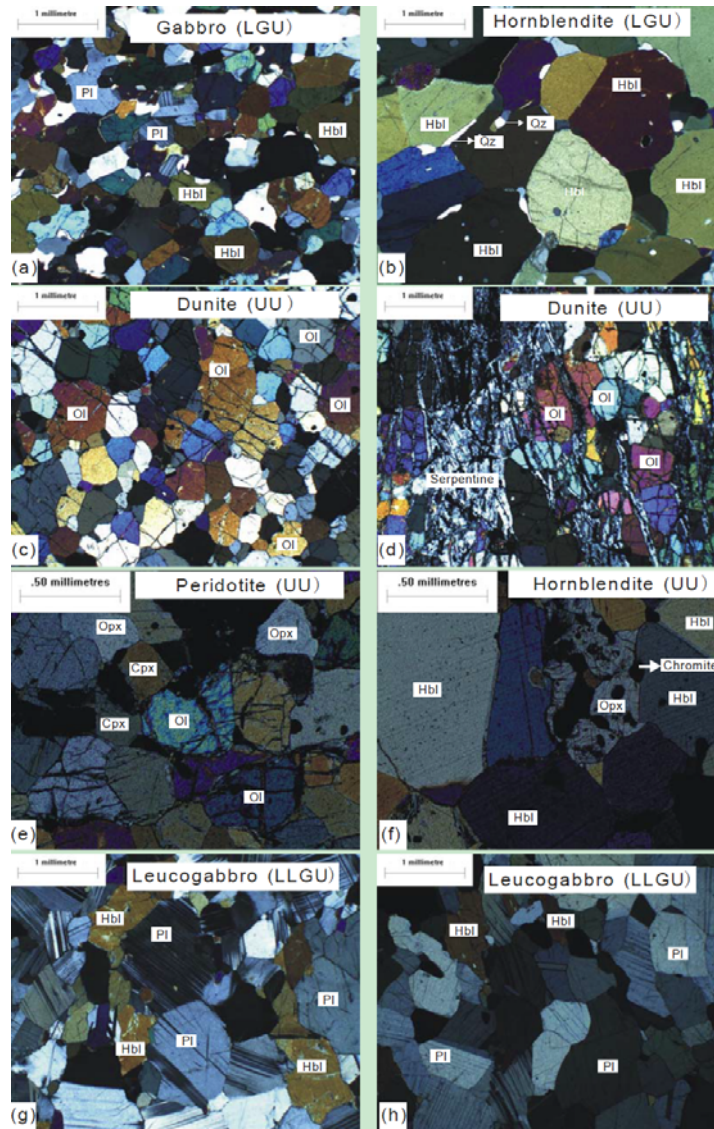 1 millimetre
Gabbro (LGU)
Pl
Pl
Hbl
Hbl
Hbl
(a)
1 millimetre
Hornblendite (LGU)
Hbl
Hbl
Qz
Qz
Hbl
Hbl
Hbl
(b)
1 millimetre
Dunite (UU)
Ol
Ol
Ol
Ol
Ol
(c)
1 millimetre
Dunite (UU)
Ol
Ol
Ol
Serpentine
(d)
.50 millimetres
Peridotite (UU)
Opx
Opx
Cpx
Cpx
Ol
Ol
(e)
.50 millimetres
Hornblendite (UU)
Hbl
Chromite
Hbl
Hbl
Opx
Hbl
(f)
1 millimetre
Leucogabbro (LLGU)
Hbl
Pl
Pl
Hbl
Pl
Hbl
(g)
1 millimetre
Leucogabbro (LLGU)
Hbl
Hbl
Pl
Pl
Pl
(h)